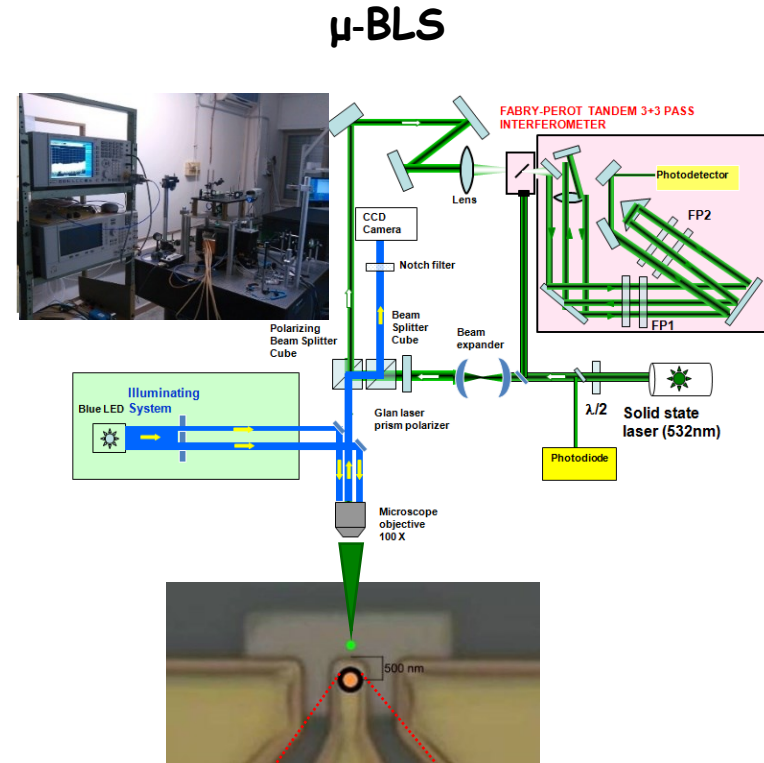 μ-BLS
FABRY-PEROT TANDEM 3+3 PASS
INTERFEROMETER
Photodetector
Lens
FP2
CCD
Camera
Notch filter
FP1
Polarizing
Beam Splitter
Cube
Beam
Splitter
Cube
Beam
expander
Illuminating
System
Blue LED
Glan laser
prism polarizer
λ/2
Solid state
laser (532nm)
Photodiode
Microscope
objective
100 X
500 nm